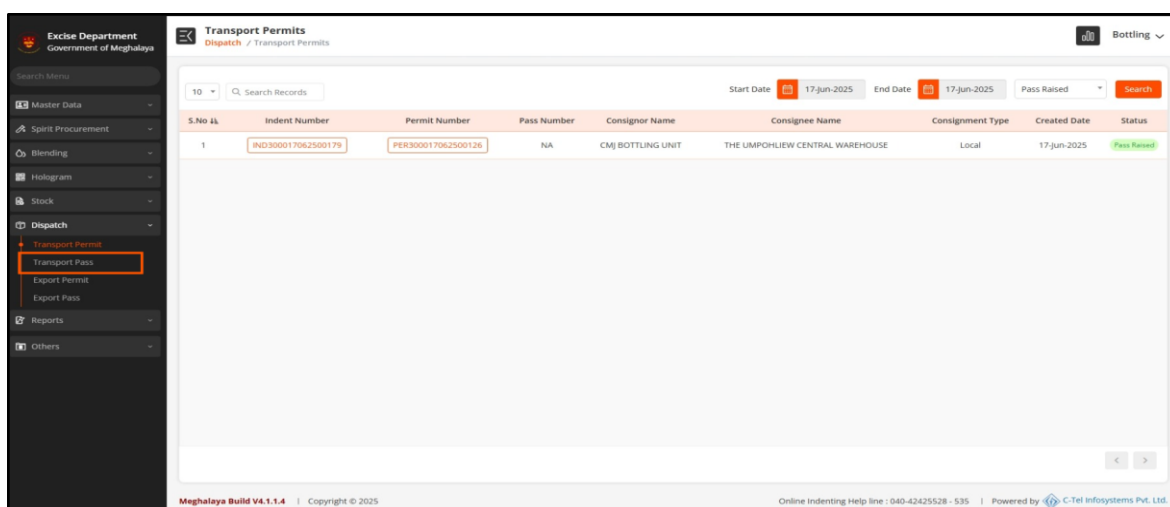 Excise Department
Government of Meghalaya
Search Menu
Master Data
Spirit Procurement
Blending
Hologram
Stock
Dispatch
Transport Permit
Transport Pass
Export Permit
Export Pass
Reports
Others
Transport Permits
Dispatch / Transport Permits
Bottling
10 Search Records Start Date 17-Jun-2025 End Date 17-Jun-2025 Pass Raised Search
S.No Indent Number Permit Number Pass Number Consignor Name Consignee Name Consignment Type Created Date Status
1 IND300017062500179 PER300017062500126 NA CMJ BOTTLING UNIT THE UMPOHLIEW CENTRAL WAREHOUSE Local 17-Jun-2025 Pass Raised
< >
Meghalaya Build V4.1.1.4 | Copyright © 2025 Online Indenting Help line : 040-42425528 - 535 | Powered by C-Tel Infosystems Pvt. Ltd.